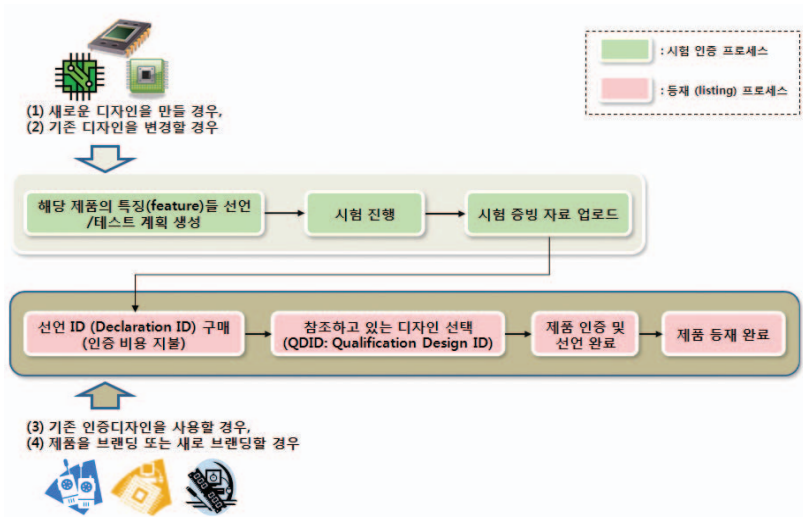 : 시험 인증 프로세스
: 등재 (listing) 프로세스
(1) 새로운 디자인을 만들 경우,
(2) 기존 디자인을 변경할 경우
해당 제품의 특징(feature)들 선언
/테스트 계획 생성
시험 진행
시험 증빙 자료 업로드
선언 ID (Declaration ID) 구매
(인증 비용 지불)
참조하고 있는 디자인 선택
(QDID: Qualification Design ID)
제품 인증 및
선언 완료
제품 등재 완료
(3) 기존 인증디자인을 사용할 경우,
(4) 제품을 브랜딩 또는 새로 브랜딩할 경우